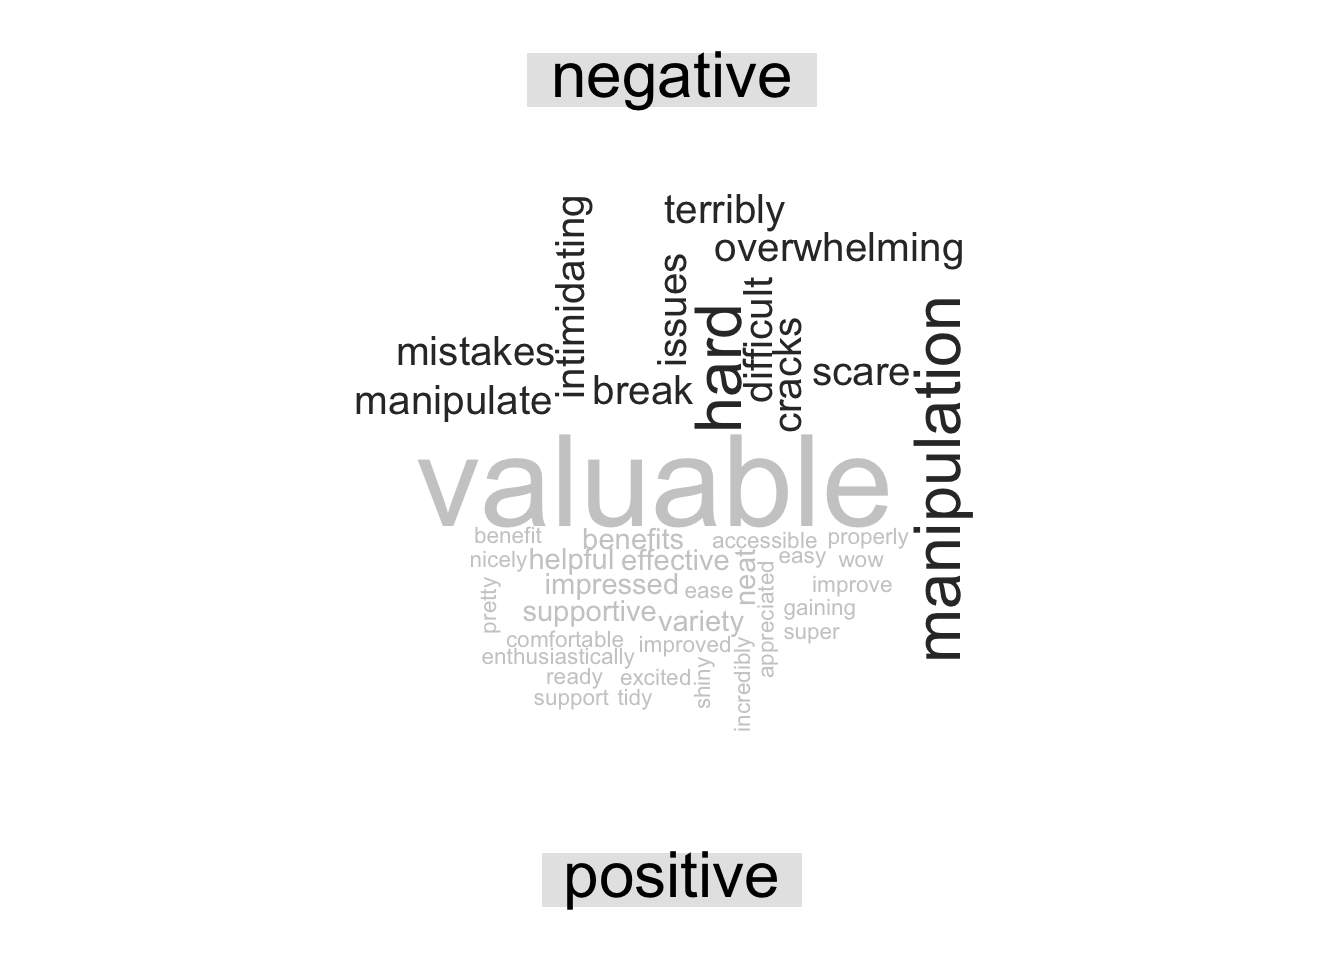 negative
terribly
overwhelming
intimidating
issues
hard
difficult
cracks
mistakes
scare
manipulation
manipulate
break
valuable
benefit
benefits
accessible
properly
nicely
helpful
effective
neat
easy
wow
pretty
impressed
ease
appreciated
improve
supportive
variety
gaining
super
comfortable
improved
incredibly
enthusiastically
ready
excited
shiny
support
tidy
positive